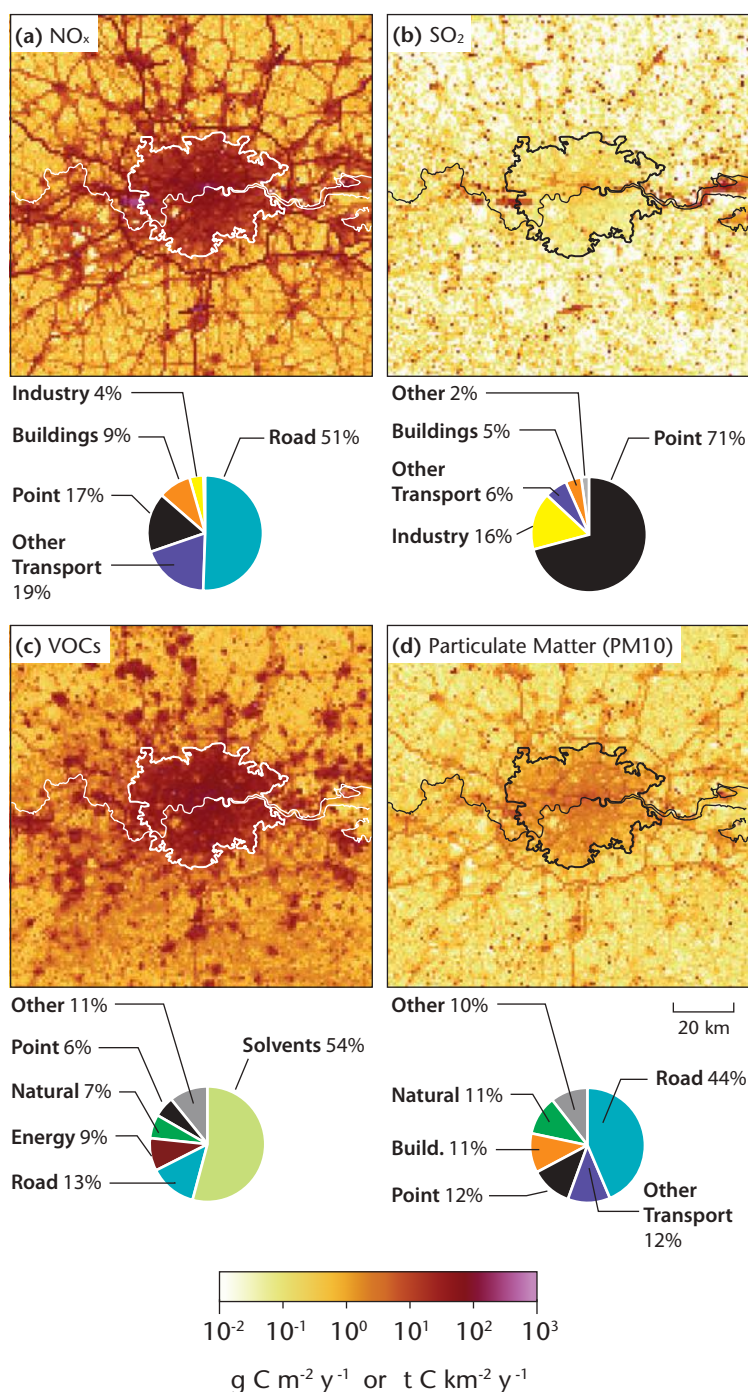 (a) NOₓ
(b) SO₂
Industry 4%
Buildings 9%
Road 51%
Point 17%
Other
Transport
19%
Other 2%
Buildings 5%
Point 71%
Other
Transport 6%
Industry 16%
(c) VOCs
(d) Particulate Matter (PM10)
Other 11%
Point 6%
Solvents 54%
Natural 7%
Energy 9%
Road 13%
Other 10%
20 km
Road 44%
Natural 11%
Build. 11%
Point 12%
Other
Transport
12%
10⁻² 10⁻¹ 10⁰ 10¹ 10² 10³
g C m⁻² y⁻¹ or t C km⁻² y⁻¹